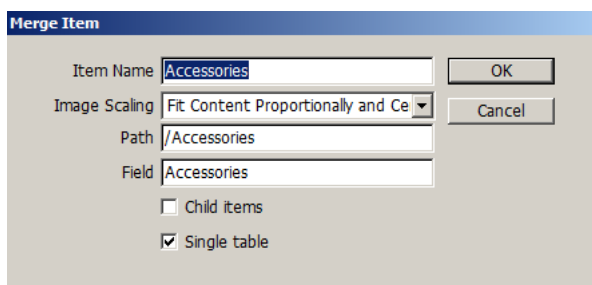 Merge Item
Item Name Accessories OK
Image Scaling Fit Content Proportionally and Ce
Path /Accessories Cancel
Field Accessories
Child items
Single table